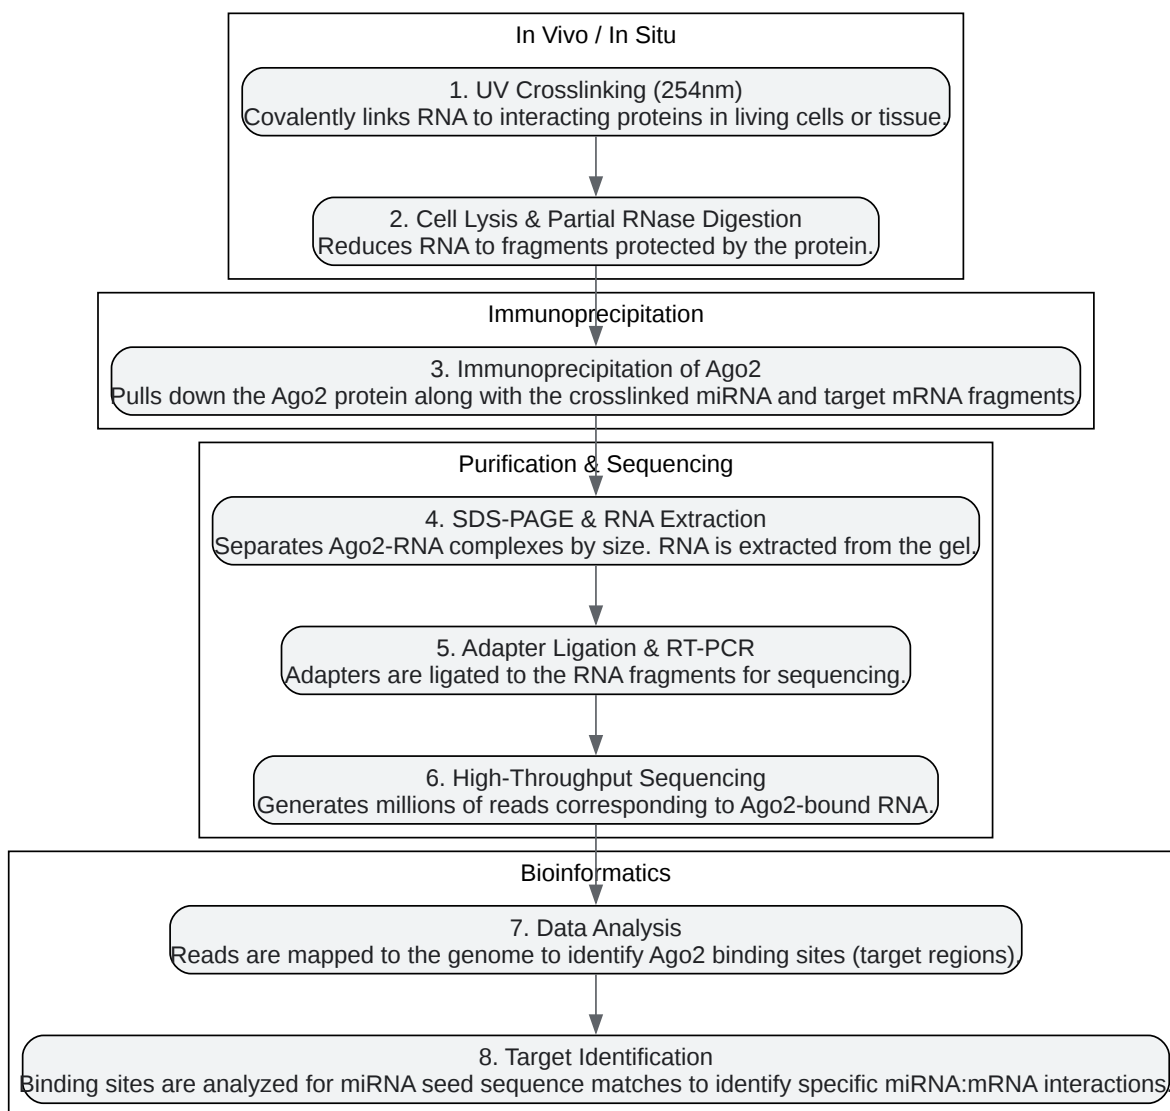 In Vivo / In Situ
1. UV Crosslinking (254nm)
Covalently links RNA to interacting proteins in living cells or tissue.
2. Cell Lysis & Partial RNase Digestion
Reduces RNA to fragments protected by the protein.
Immunoprecipitation
3. Immunoprecipitation of Ago2
Pulls down the Ago2 protein along with the crosslinked miRNA and target mRNA fragments.
Purification & Sequencing
4. SDS-PAGE & RNA Extraction
Separates Ago2-RNA complexes by size. RNA is extracted from the gel.
5. Adapter Ligation & RT-PCR
Adapters are ligated to the RNA fragments for sequencing.
6. High-Throughput Sequencing
Generates millions of reads corresponding to Ago2-bound RNA.
Bioinformatics
7. Data Analysis
Reads are mapped to the genome to identify Ago2 binding sites (target regions).
8. Target Identification
Binding sites are analyzed for miRNA seed sequence matches to identify specific miRNA:mRNA interactions.